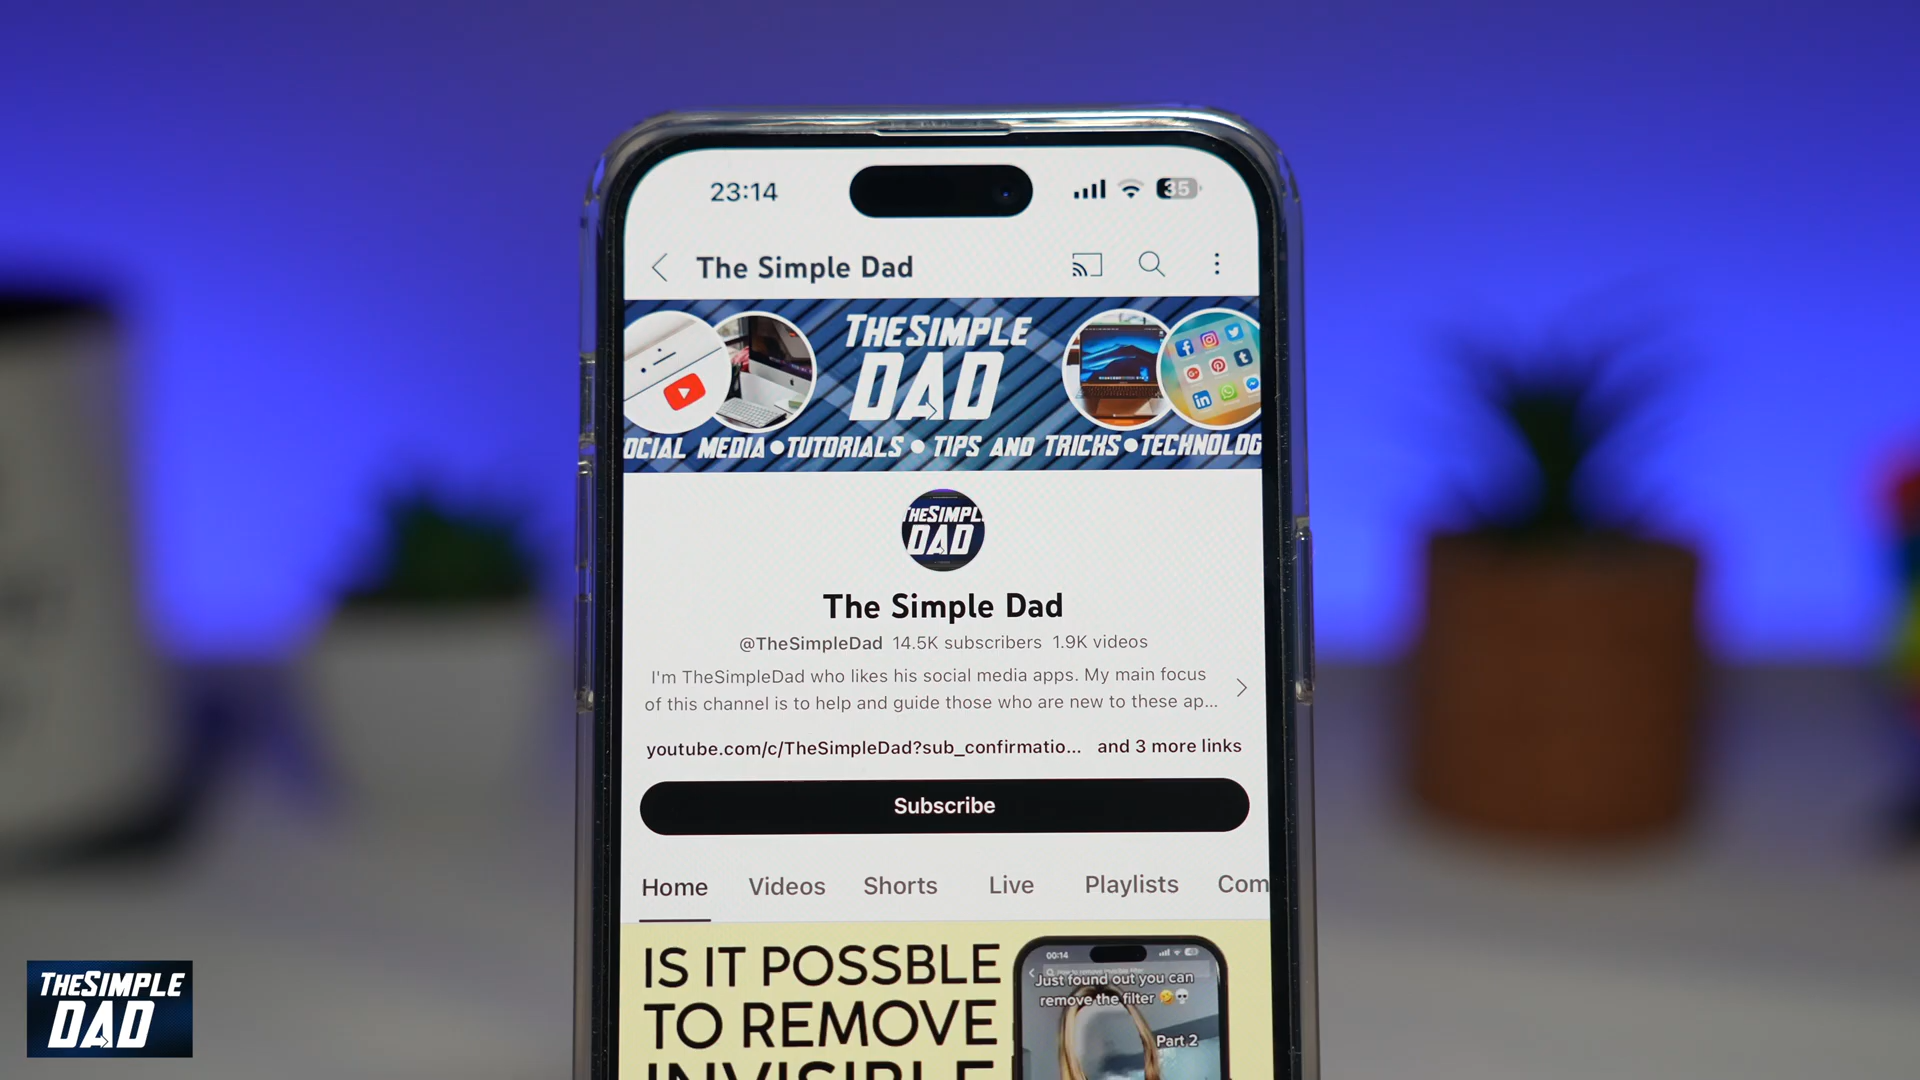 23:14
35
The Simple Dad
THESIMPLE
DAD
OCIAL MEDIA • TUTORIALS • TIPS AND TRICKS • TECHNOLOG
THESIMPL
DAD
The Simple Dad
@TheSimpleDad 14.5K subscribers 1.9K videos
I'm TheSimpleDad who likes his social media apps. My main focus
of this channel is to help and guide those who are new to these ap...
youtube.com/c/TheSimpleDad?sub_confirmatio... and 3 more links
Subscribe
Home Videos Shorts Live Playlists Com
IS IT POSSBLE
TO REMOVE
INVISIBLE
00:14
Just found out you can
remove the filter 🤣💀
Part 2
THESIMPLE
DAD